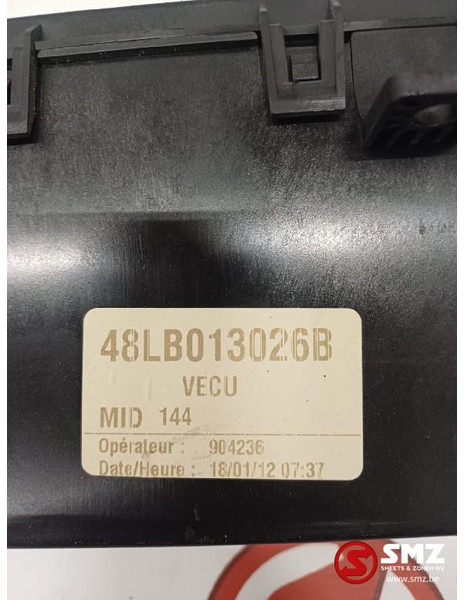 48LB013026B
VECU
MID 144
Opérateur : 904236
Date/Heure : 18/01/12 07:37
SMZ
SMEETS & ZONEN NV
www.smz.be